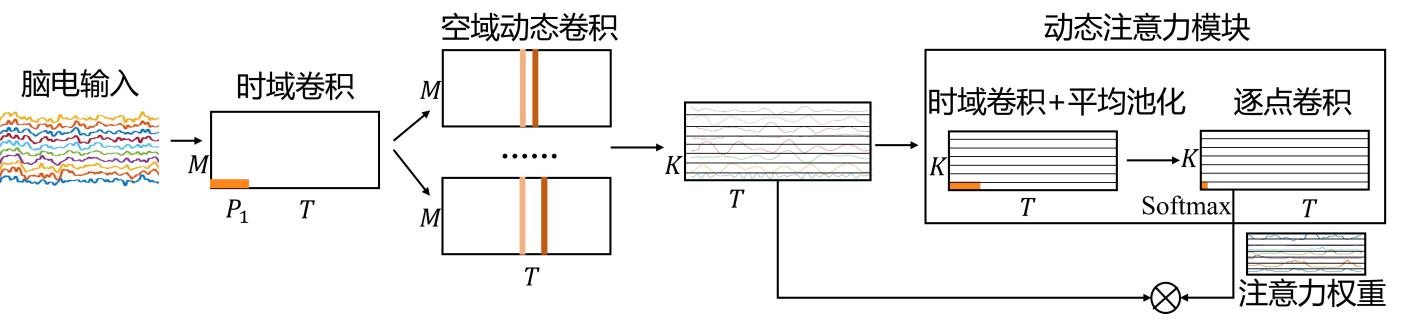 脑电输入
时域卷积
M
P1
T
空域动态卷积
M
......
M
T
K
T
动态注意力模块
时域卷积+平均池化
K
T
逐点卷积
K
Softmax
T
注意力权重